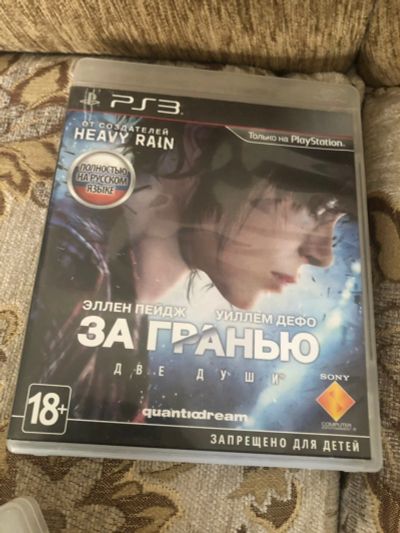 PS3
ОТ СОЗДАТЕЛЕЙ
HEAVY RAIN
Только на PlayStation.
ПОЛНОСТЬЮ
НА РУССКОМ
ЯЗЫКЕ
ЭЛЛЕН ПЕЙДЖ УИЛЛЕМ ДЕФО
ЗА ГРАНЬЮ
ДВЕ ДУШИ
SONY
COMPUTER
18+
quanticdream
ЗАПРЕЩЕНО ДЛЯ ДЕТЕЙ